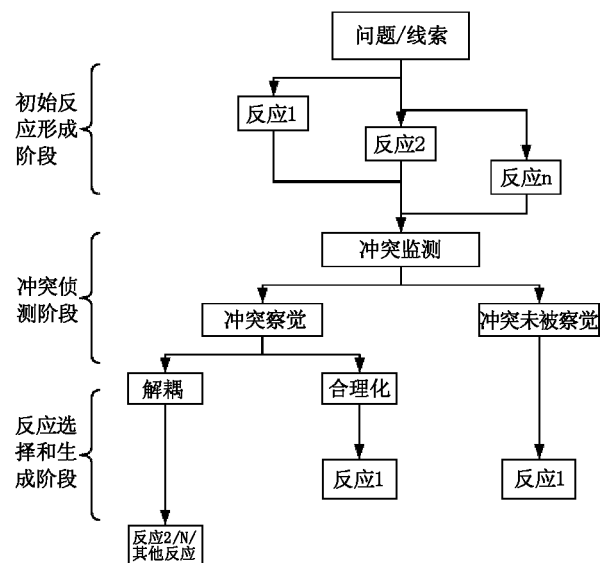 问题/线索
初始反
应形成
阶段
反应1
反应2
反应n
冲突监测
冲突侦
测阶段
冲突察觉
冲突未被察觉
解耦
合理化
反应选
择和生
成阶段
反应1
反应1
反应2/N/
其他反应